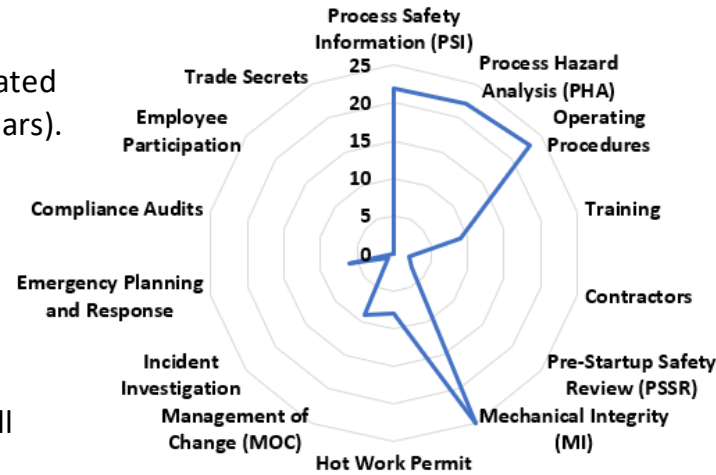 Process Safety
Information (PSI)
Process Hazard
Analysis (PHA)
Operating
Procedures
Training
Contractors
Pre-Startup Safety
Review (PSSR)
Mechanical Integrity
(MI)
Hot Work Permit
Management of
Change (MOC)
Incident
Investigation
Emergency Planning
and Response
Compliance Audits
Employee
Participation
Trade Secrets
25
20
15
10
5
0